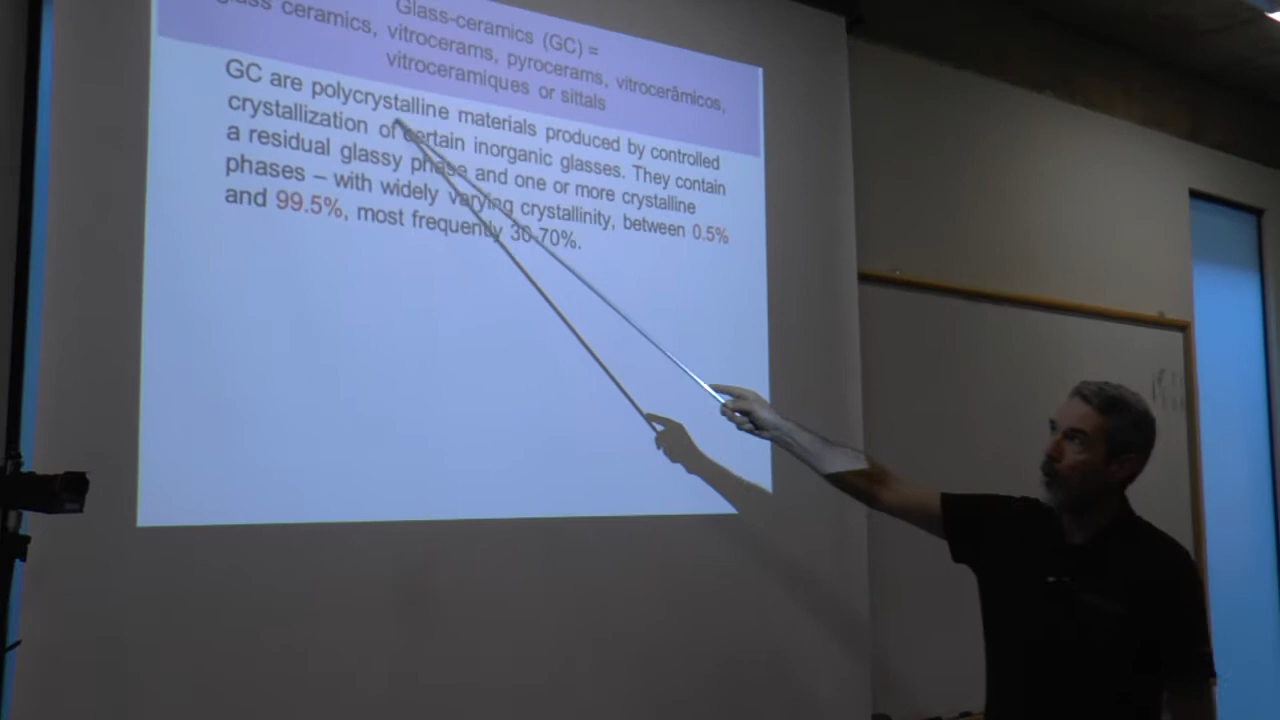 Glass-ceramics (GC) =
glass ceramics, vitrocerams, pyrocerams, vitrocerâmicos,
vitroceramiques or sittals
GC are polycrystalline materials produced by controlled
crystallization of certain inorganic glasses. They contain
a residual glassy phase and one or more crystalline
phases – with widely varying crystallinity, between 0.5%
and 99.5%, most frequently 30-70%.